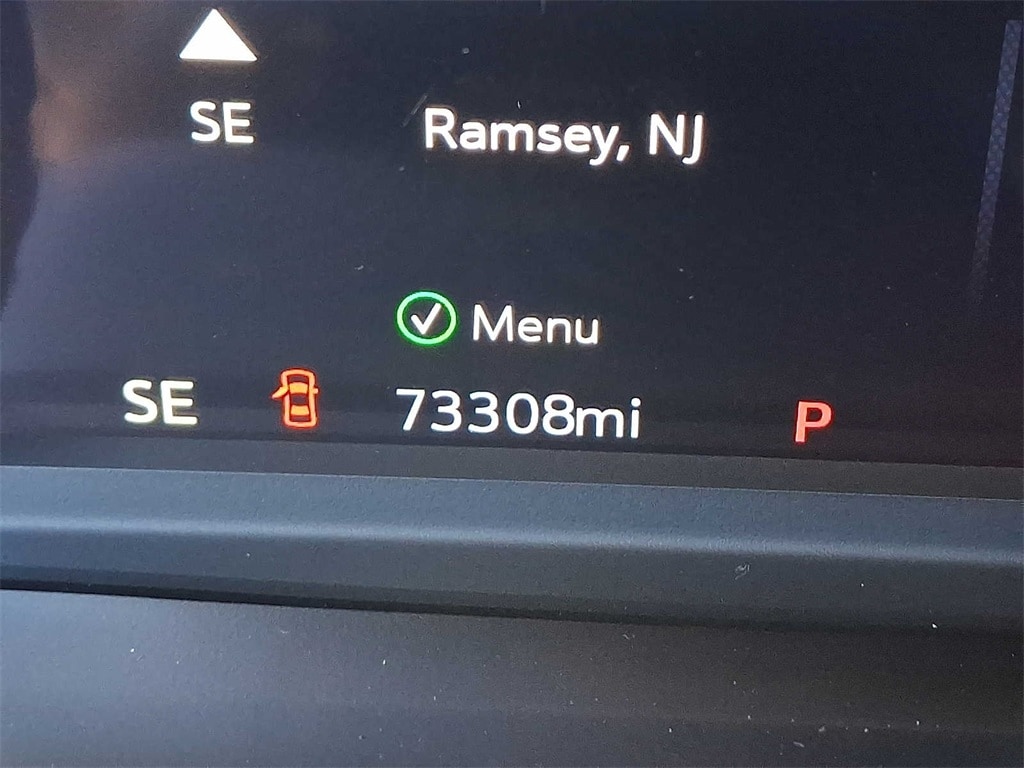 SE
Ramsey, NJ
Menu
SE 73308mi P